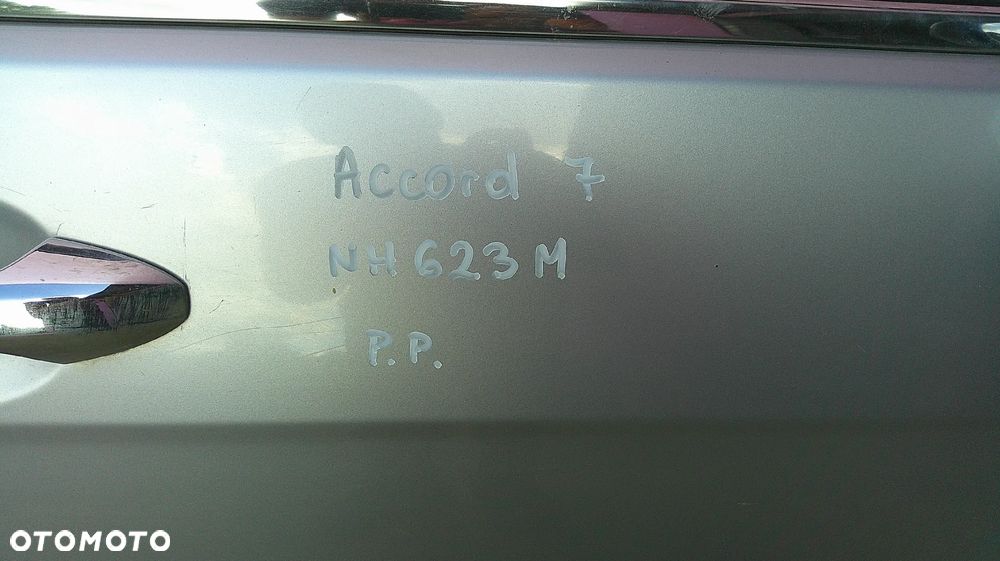 Accord 7
NH623M
P.P.
OTOMOTO